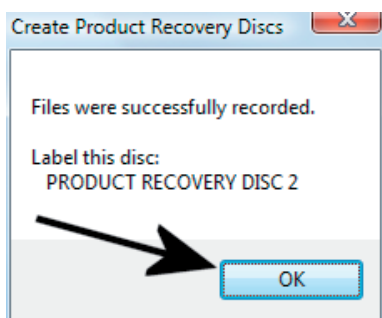 Create Product Recovery Discs
Files were successfully recorded.
Label this disc:
PRODUCT RECOVERY DISC 2
OK